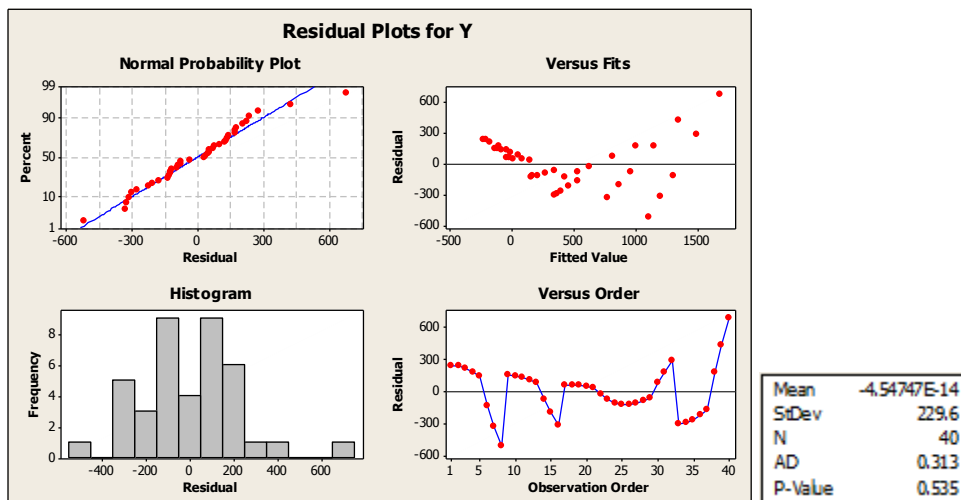 Residual Plots for Y
Normal Probability Plot
Percent
99
90
50
10
1
-600 -300 0 300 600
Residual
Versus Fits
Residual
600
300
0
-300
-600
-500 0 500 1000 1500
Fitted Value
Histogram
Frequency
8
6
4
2
0
-400 -200 0 200 400 600
Residual
Versus Order
Residual
600
300
0
-300
-600
1 5 10 15 20 25 30 35 40
Observation Order
Mean -4.54747E-14
StDev 229.6
N 40
AD 0.313
P-Value 0.535